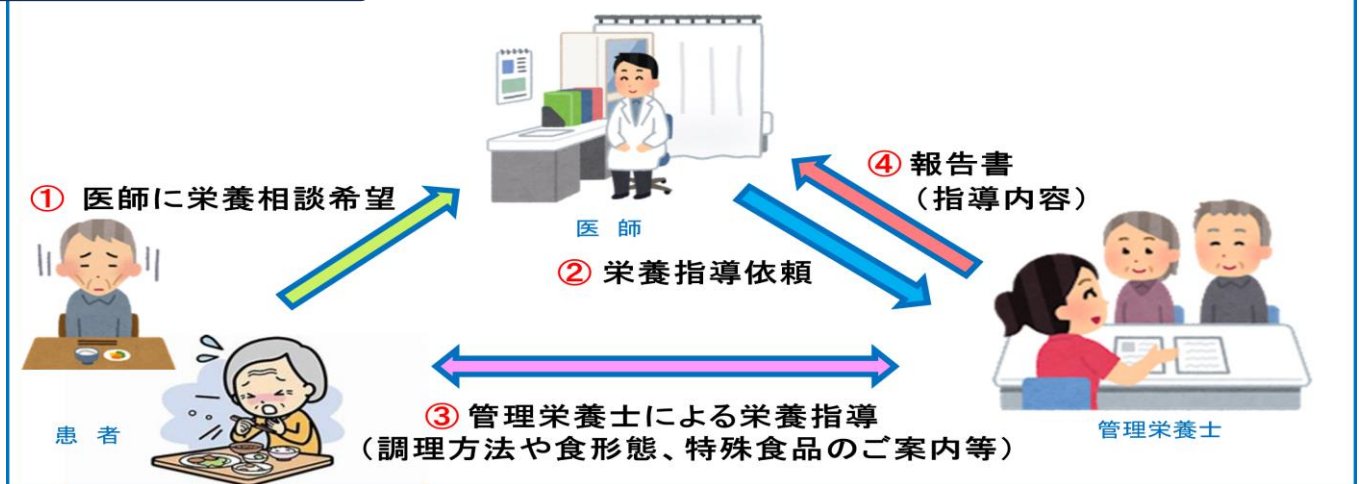 ① 医師に栄養相談希望
医 師
② 栄養指導依頼
④ 報告書
（指導内容）
患 者
③ 管理栄養士による栄養指導
（調理方法や食形態、特殊食品のご案内等）
管理栄養士